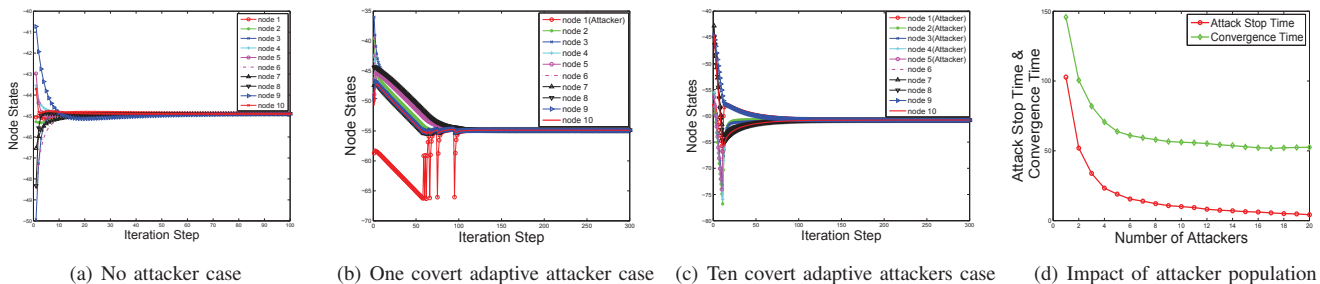 Node States
-40
-41
-42
-43
-44
-45
-46
-47
-48
-49
-50
0 10 20 30 40 50 60 70 80 90 100
Iteration Step
node 1
node 2
node 3
node 4
node 5
node 6
node 7
node 8
node 9
node 10
(a) No attacker case
Node States
-35
-40
-45
-50
-55
-60
-65
-70
0 50 100 150 200 250 300
Iteration Step
node 1(Attacker)
node 2
node 3
node 4
node 5
node 6
node 7
node 8
node 9
node 10
(b) One covert adaptive attacker case
Node States
-40
-45
-50
-55
-60
-65
-70
-75
-80
0 50 100 150 200 250 300
Iteration Step
node 1(Attacker)
node 2(Attacker)
node 3(Attacker)
node 4(Attacker)
node 5(Attacker)
node 6
node 7
node 8
node 9
node 10
(c) Ten covert adaptive attackers case
Attack Stop Time &
Convergence Time
150
100
50
0
0 2 4 6 8 10 12 14 16 18 20
Number of Attackers
Attack Stop Time
Convergence Time
(d) Impact of attacker population